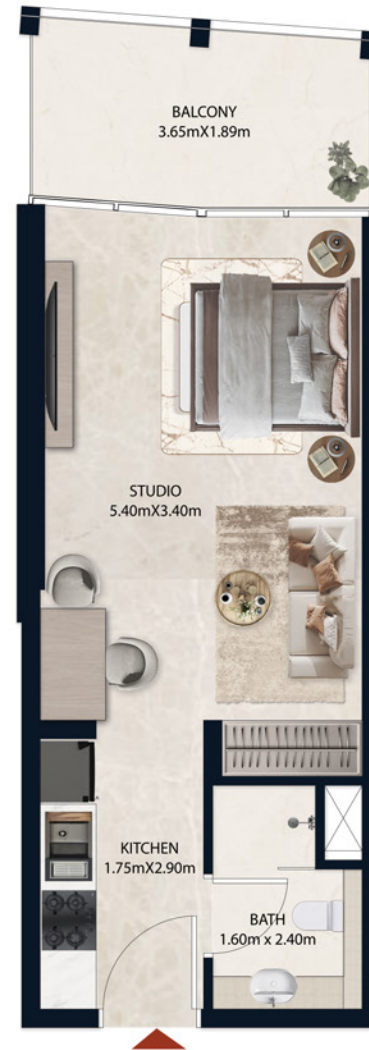 BALCONY
3.65mX1.89m
STUDIO
5.40mX3.40m
KITCHEN
1.75mX2.90m
BATH
1.60m x 2.40m